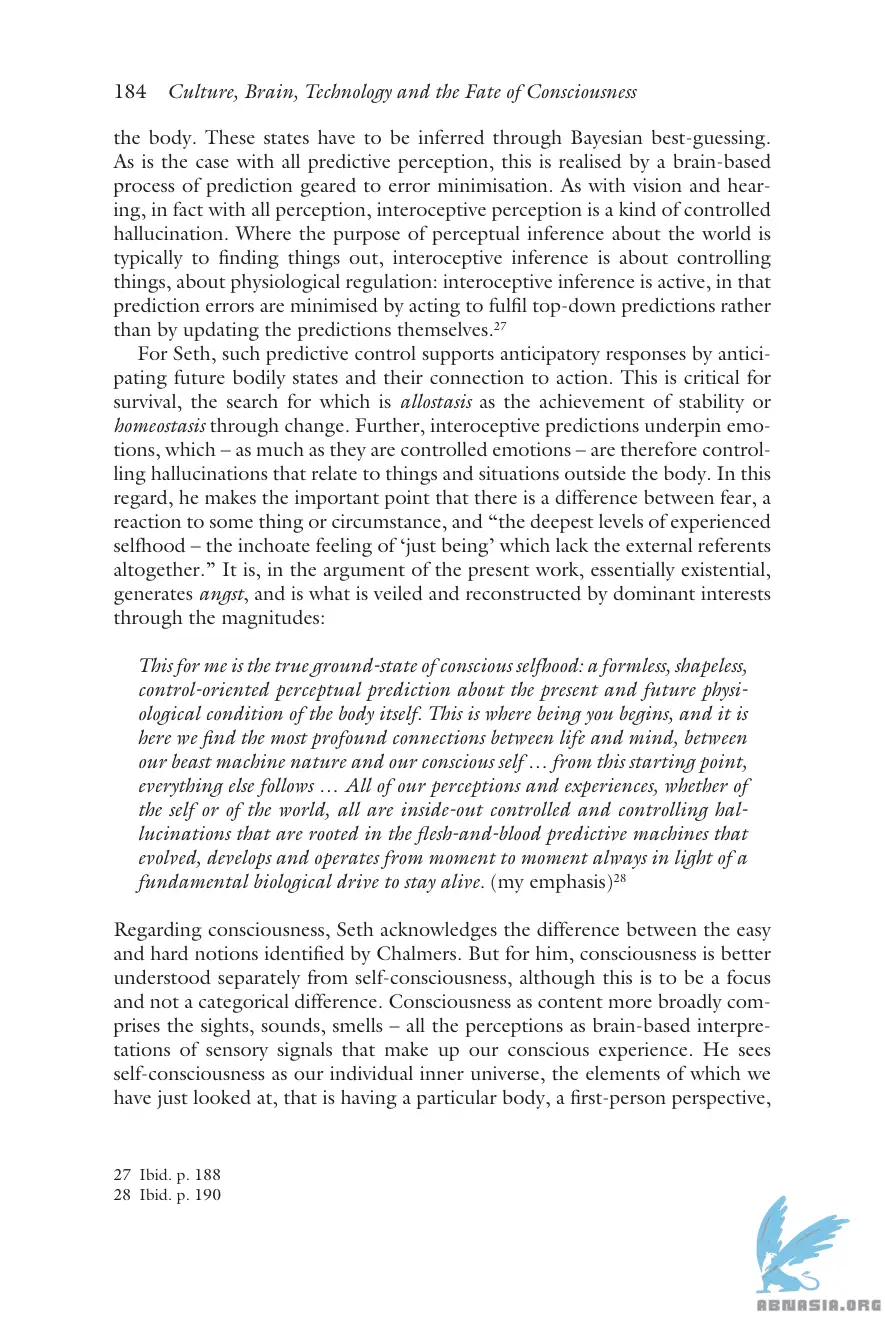 184 Culture, Brain, Technology and the Fate of Consciousness
the body. These states have to be inferred through Bayesian best-guessing.
As is the case with all predictive perception, this is realised by a brain-based
process of prediction geared to error minimisation. As with vision and hear-
ing, in fact with all perception, interoceptive perception is a kind of controlled
hallucination. Where the purpose of perceptual inference about the world is
typically to finding things out, interoceptive inference is about controlling
things, about physiological regulation: interoceptive inference is active, in that
prediction errors are minimised by acting to fulfil top-down predictions rather
than by updating the predictions themselves.27
For Seth, such predictive control supports anticipatory responses by antici-
pating future bodily states and their connection to action. This is critical for
survival, the search for which is allostasis as the achievement of stability or
homeostasis through change. Further, interoceptive predictions underpin emo-
tions, which – as much as they are controlled emotions – are therefore control-
ling hallucinations that relate to things and situations outside the body. In this
regard, he makes the important point that there is a difference between fear, a
reaction to some thing or circumstance, and “the deepest levels of experienced
selfhood – the inchoate feeling of ‘just being’ which lack the external referents
altogether.” It is, in the argument of the present work, essentially existential,
generates angst, and is what is veiled and reconstructed by dominant interests
through the magnitudes:
This for me is the true ground-state of conscious selfhood: a formless, shapeless,
control-oriented perceptual prediction about the present and future physi-
ological condition of the body itself. This is where being you begins, and it is
here we find the most profound connections between life and mind, between
our beast machine nature and our conscious self … from this starting point,
everything else follows … All of our perceptions and experiences, whether of
the self or of the world, all are inside-out controlled and controlling hal-
lucinations that are rooted in the flesh-and-blood predictive machines that
evolved, develops and operates from moment to moment always in light of a
fundamental biological drive to stay alive. (my emphasis)28
Regarding consciousness, Seth acknowledges the difference between the easy
and hard notions identified by Chalmers. But for him, consciousness is better
understood separately from self-consciousness, although this is to be a focus
and not a categorical difference. Consciousness as content more broadly com-
prises the sights, sounds, smells – all the perceptions as brain-based interpre-
tations of sensory signals that make up our conscious experience. He sees
self-consciousness as our individual inner universe, the elements of which we
have just looked at, that is having a particular body, a first-person perspective,
27 Ibid. p. 188
28 Ibid. p. 190
ABNASIA.ORG